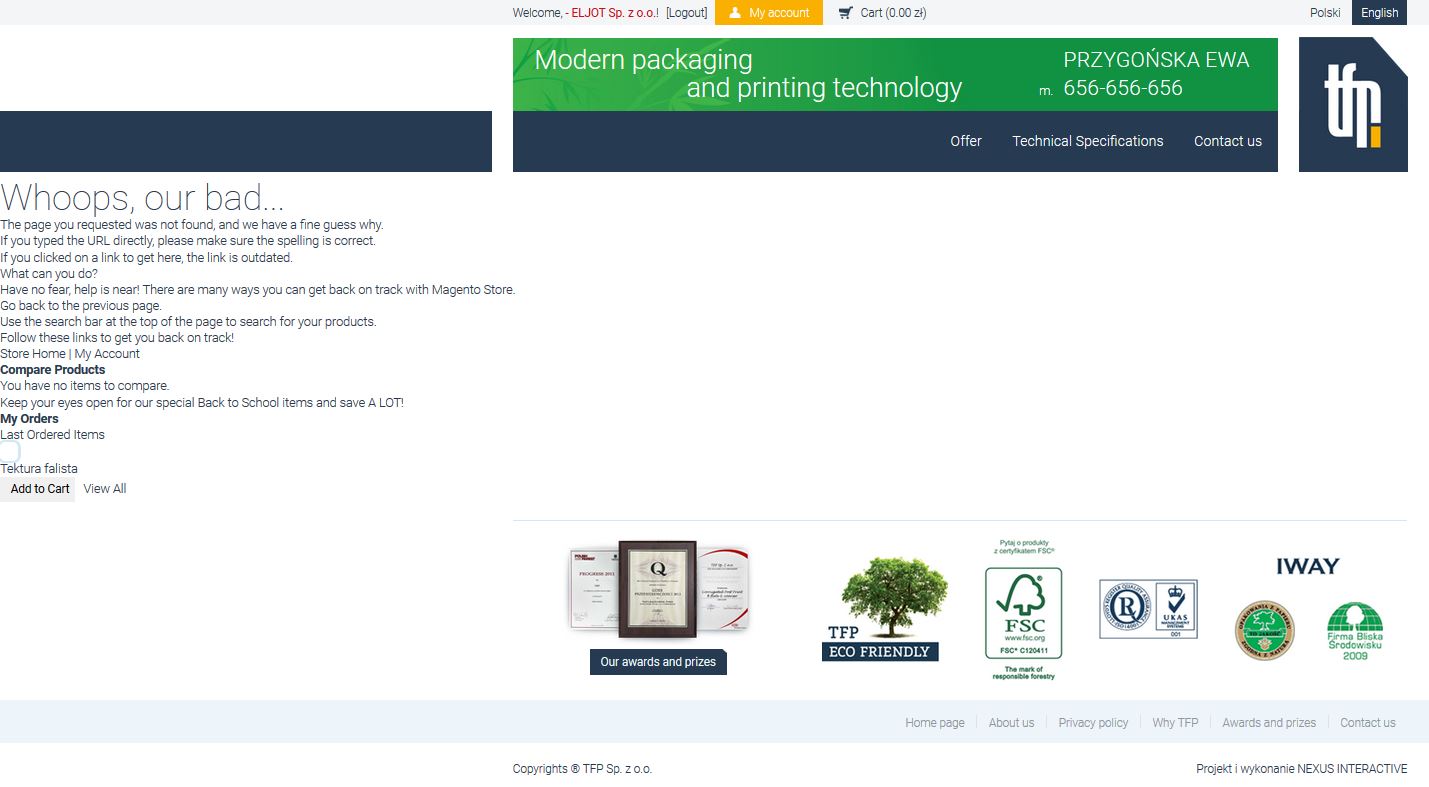 Welcome, - ELJOT Sp. z o.o.! [Logout] My account Cart (0.00 zł) Polski English
Modern packaging
and printing technology
PRZYGOŃSKA EWA
m. 656-656-656
tfp
Offer Technical Specifications Contact us
Whoops, our bad...
The page you requested was not found, and we have a fine guess why.
If you typed the URL directly, please make sure the spelling is correct.
If you clicked on a link to get here, the link is outdated.
What can you do?
Have no fear, help is near! There are many ways you can get back on track with Magento Store.
Go back to the previous page.
Use the search bar at the top of the page to search for your products.
Follow these links to get you back on track!
Store Home | My Account
Compare Products
You have no items to compare.
Keep your eyes open for our special Back to School items and save A LOT!
My Orders
Last Ordered Items
Tektura falista
Add to Cart View All
PROGRESS 2011
Q
Our awards and prizes
TFP
ECO FRIENDLY
Pytaj o produkty
z certyfikatem FSC®
FSC
www.fsc.org
FSC® C120411
The mark of
responsible forestry
R
UKAS
MANAGEMENT
SYSTEMS
001
IWAY
OPAKOWANIA Z PAPIERU
TO JAKOŚĆ
ZGODNA Z NATURĄ
Firma Bliska
Środowisku
2009
Home page About us Privacy policy Why TFP Awards and prizes Contact us
Copyrights ® TFP Sp. z o.o.
Projekt i wykonanie NEXUS INTERACTIVE